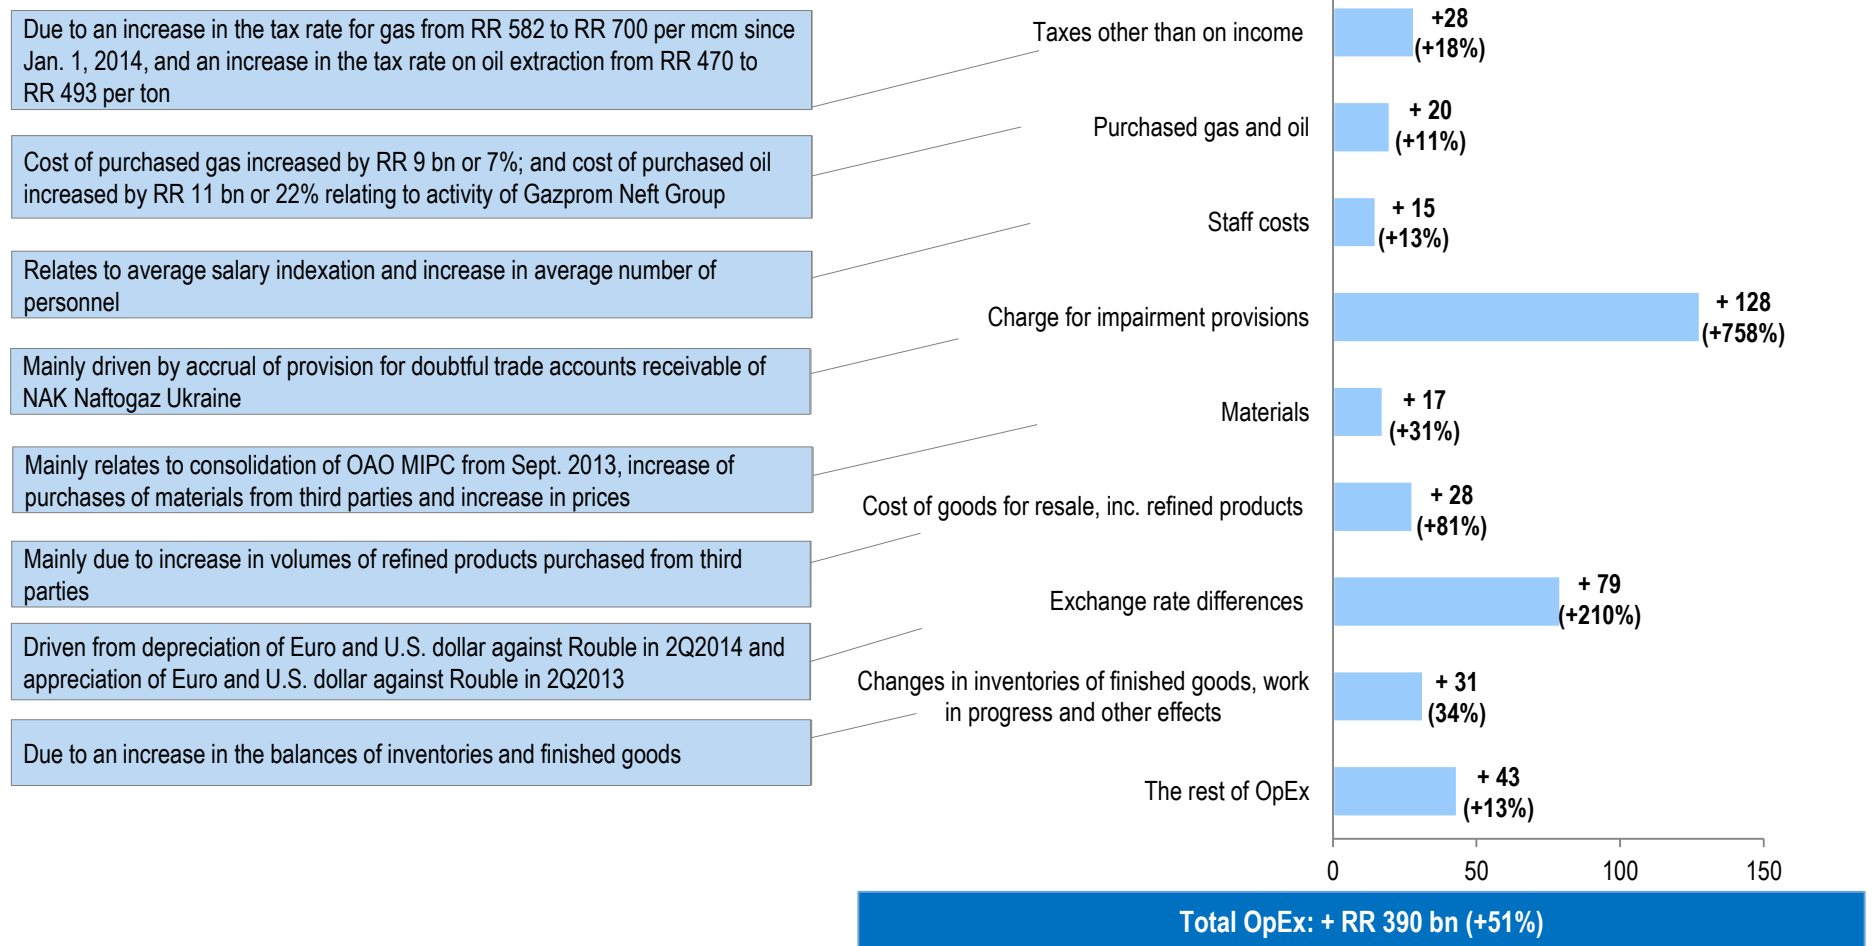 Due to an increase in the tax rate for gas from RR 582 to RR 700 per mcm since
Jan. 1, 2014, and an increase in the tax rate on oil extraction from RR 470 to
RR 493 per ton
Cost of purchased gas increased by RR 9 bn or 7%; and cost of purchased oil
increased by RR 11 bn or 22% relating to activity of Gazprom Neft Group
Relates to average salary indexation and increase in average number of
personnel
Mainly driven by accrual of provision for doubtful trade accounts receivable of
NAK Naftogaz Ukraine
Mainly relates to consolidation of OAO MIPC from Sept. 2013, increase of
purchases of materials from third parties and increase in prices
Mainly due to increase in volumes of refined products purchased from third
parties
Driven from depreciation of Euro and U.S. dollar against Rouble in 2Q2014 and
appreciation of Euro and U.S. dollar against Rouble in 2Q2013
Due to an increase in the balances of inventories and finished goods
Taxes other than on income
+28
(+18%)
Purchased gas and oil
+ 20
(+11%)
Staff costs
+ 15
(+13%)
Charge for impairment provisions
+ 128
(+758%)
Materials
+ 17
(+31%)
Cost of goods for resale, inc. refined products
+ 28
(+81%)
Exchange rate differences
+ 79
(+210%)
Changes in inventories of finished goods, work
in progress and other effects
+ 31
(34%)
The rest of OpEx
+ 43
(+13%)
0 50 100 150
Total OpEx: + RR 390 bn (+51%)